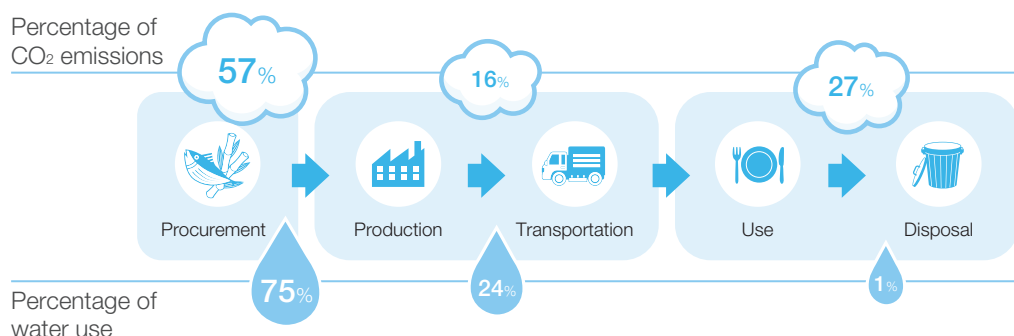 Percentage of
CO₂ emissions
57%
16%
27%
Procurement
Production
Transportation
Use
Disposal
75%
24%
1%
Percentage of
water use